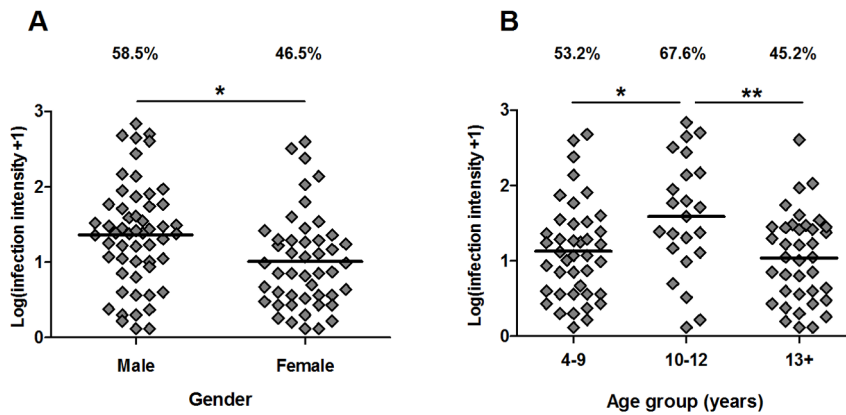 A
58.5% 46.5%
*
Log(infection intensity +1)
3
2
1
0
Male Female
Gender
B
53.2% 67.6% 45.2%
* **
Log(infection intensity +1)
3
2
1
0
4-9 10-12 13+
Age group (years)